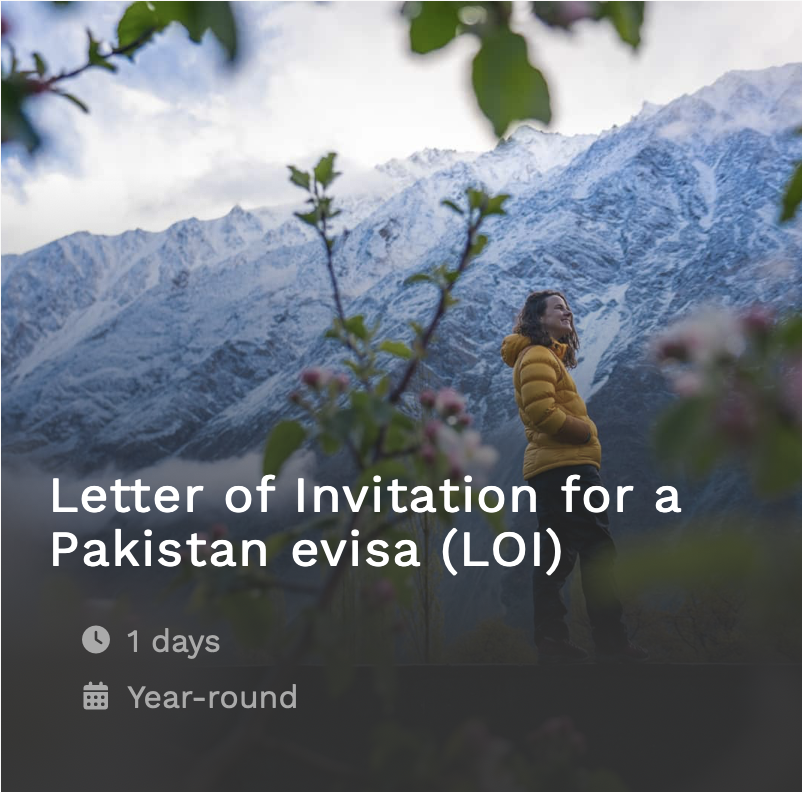 Letter of Invitation for a
Pakistan evisa (LOI)
1 days
Year-round